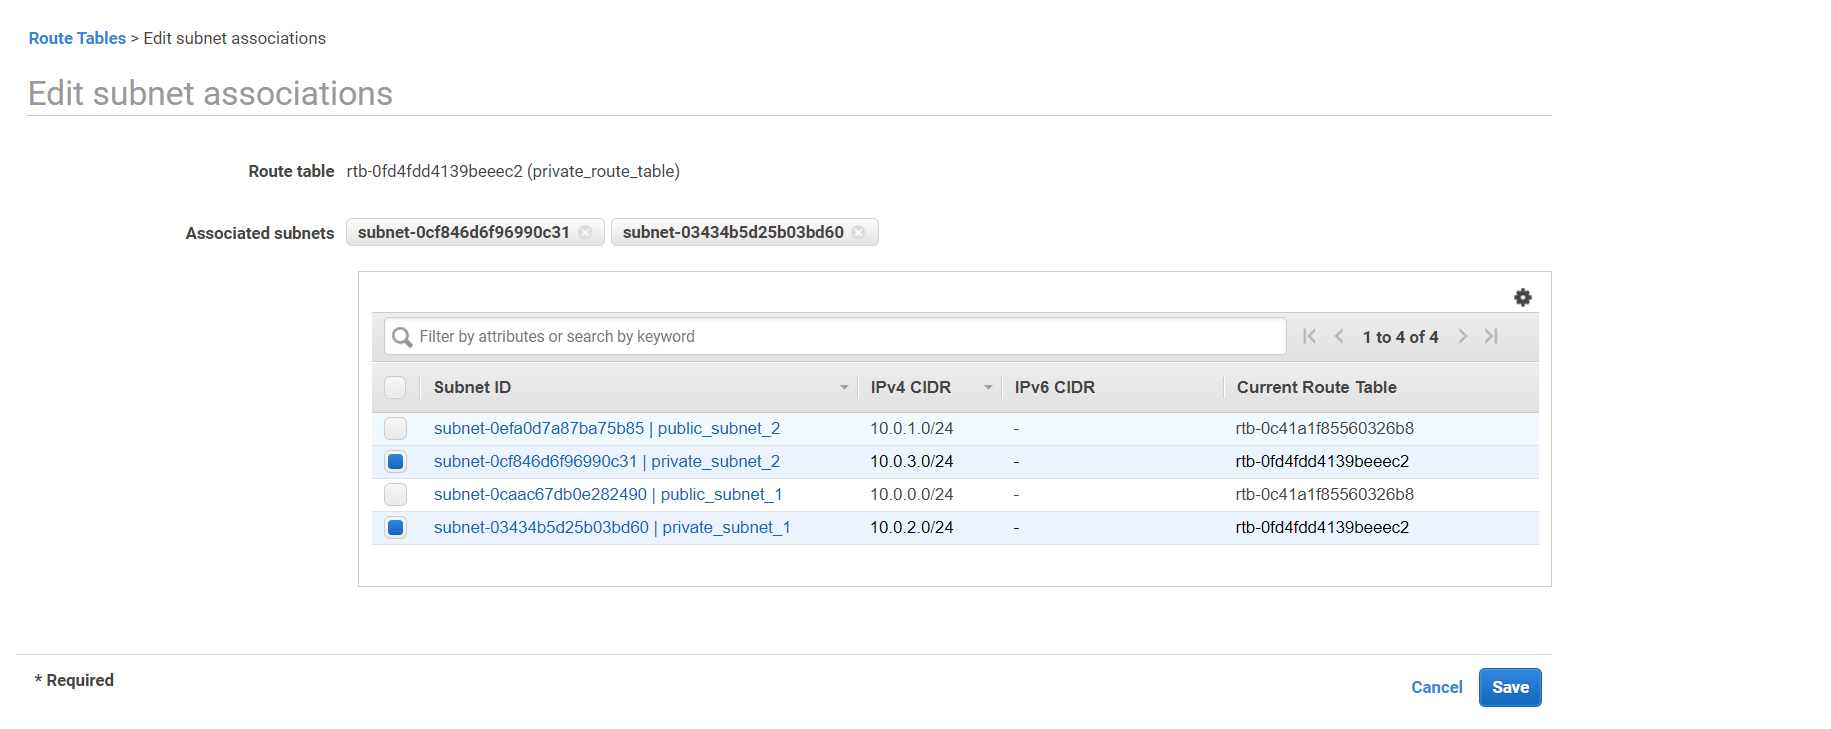 Route Tables > Edit subnet associations
Edit subnet associations
Route table rtb-0fd4fdd4139beeec2 (private_route_table)
Associated subnets subnet-0cf846d6f96990c31 subnet-03434b5d25b03bd60
Filter by attributes or search by keyword 1 to 4 of 4
Subnet ID IPv4 CIDR IPv6 CIDR Current Route Table
subnet-0efa0d7a87ba75b85 | public_subnet_2 10.0.1.0/24 - rtb-0c41a1f85560326b8
subnet-0cf846d6f96990c31 | private_subnet_2 10.0.3.0/24 - rtb-0fd4fdd4139beeec2
subnet-0caac67db0e282490 | public_subnet_1 10.0.0.0/24 - rtb-0c41a1f85560326b8
subnet-03434b5d25b03bd60 | private_subnet_1 10.0.2.0/24 - rtb-0fd4fdd4139beeec2
* Required
Cancel Save